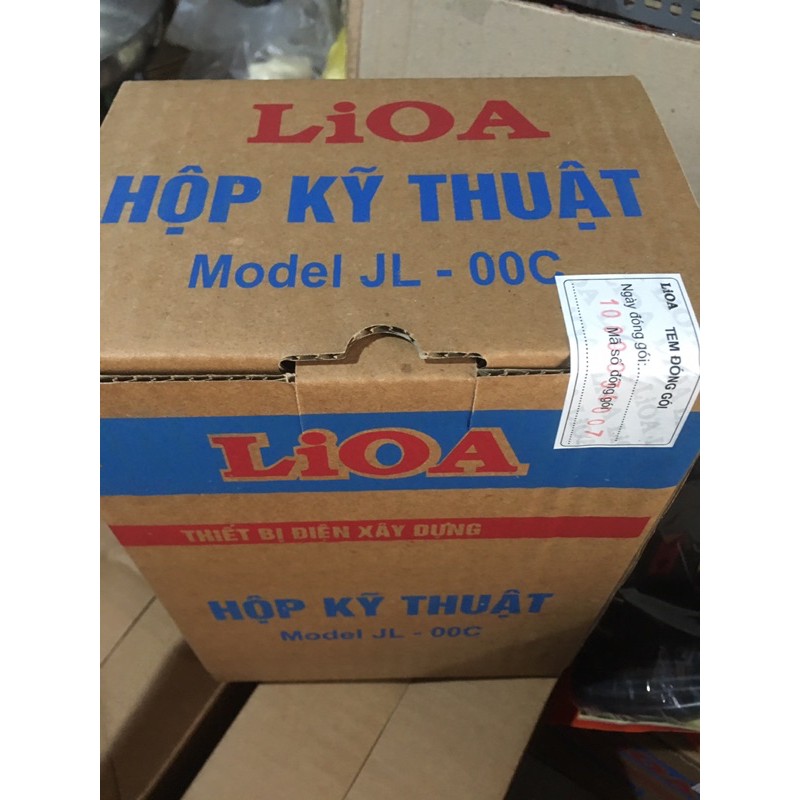 LiOA
HỘP KỸ THUẬT
Model JL - 00C
LiOA
TEM ĐÓNG GÓI
Ngày đóng gói:
Mã số đóng gói
LiOA
THIẾT BỊ ĐIỆN XÂY DỰNG
HỘP KỸ THUẬT
Model JL - 00C